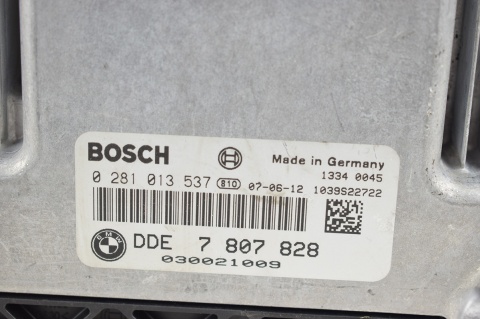 BOSCH Made in Germany
1334 0045
0 281 013 537 810 07-06-12 1039S22722
BMW DDE 7 807 828
030021009